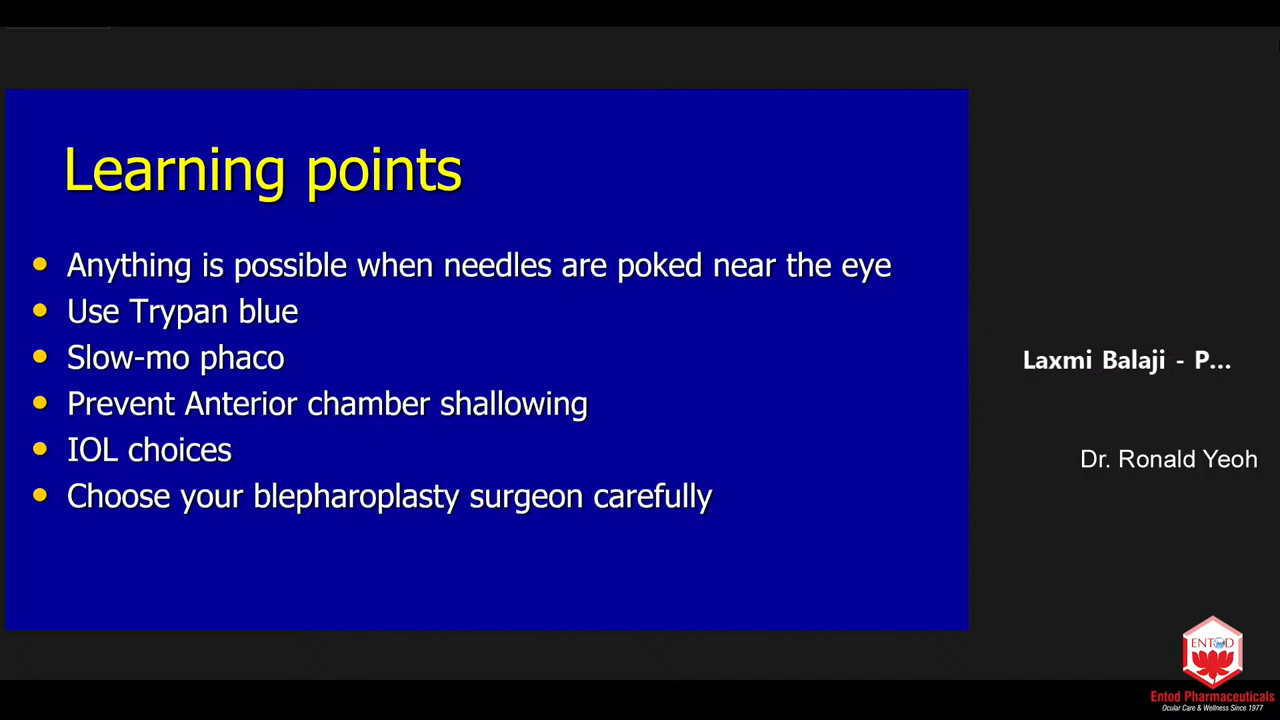 Learning points
Anything is possible when needles are poked near the eye
Use Trypan blue
Slow-mo phaco
Prevent Anterior chamber shallowing
IOL choices
Choose your blepharoplasty surgeon carefully
Laxmi Balaji - P...
Dr. Ronald Yeoh
ENTOD
Entod Pharmaceuticals
Ocular Care & Wellness Since 1977